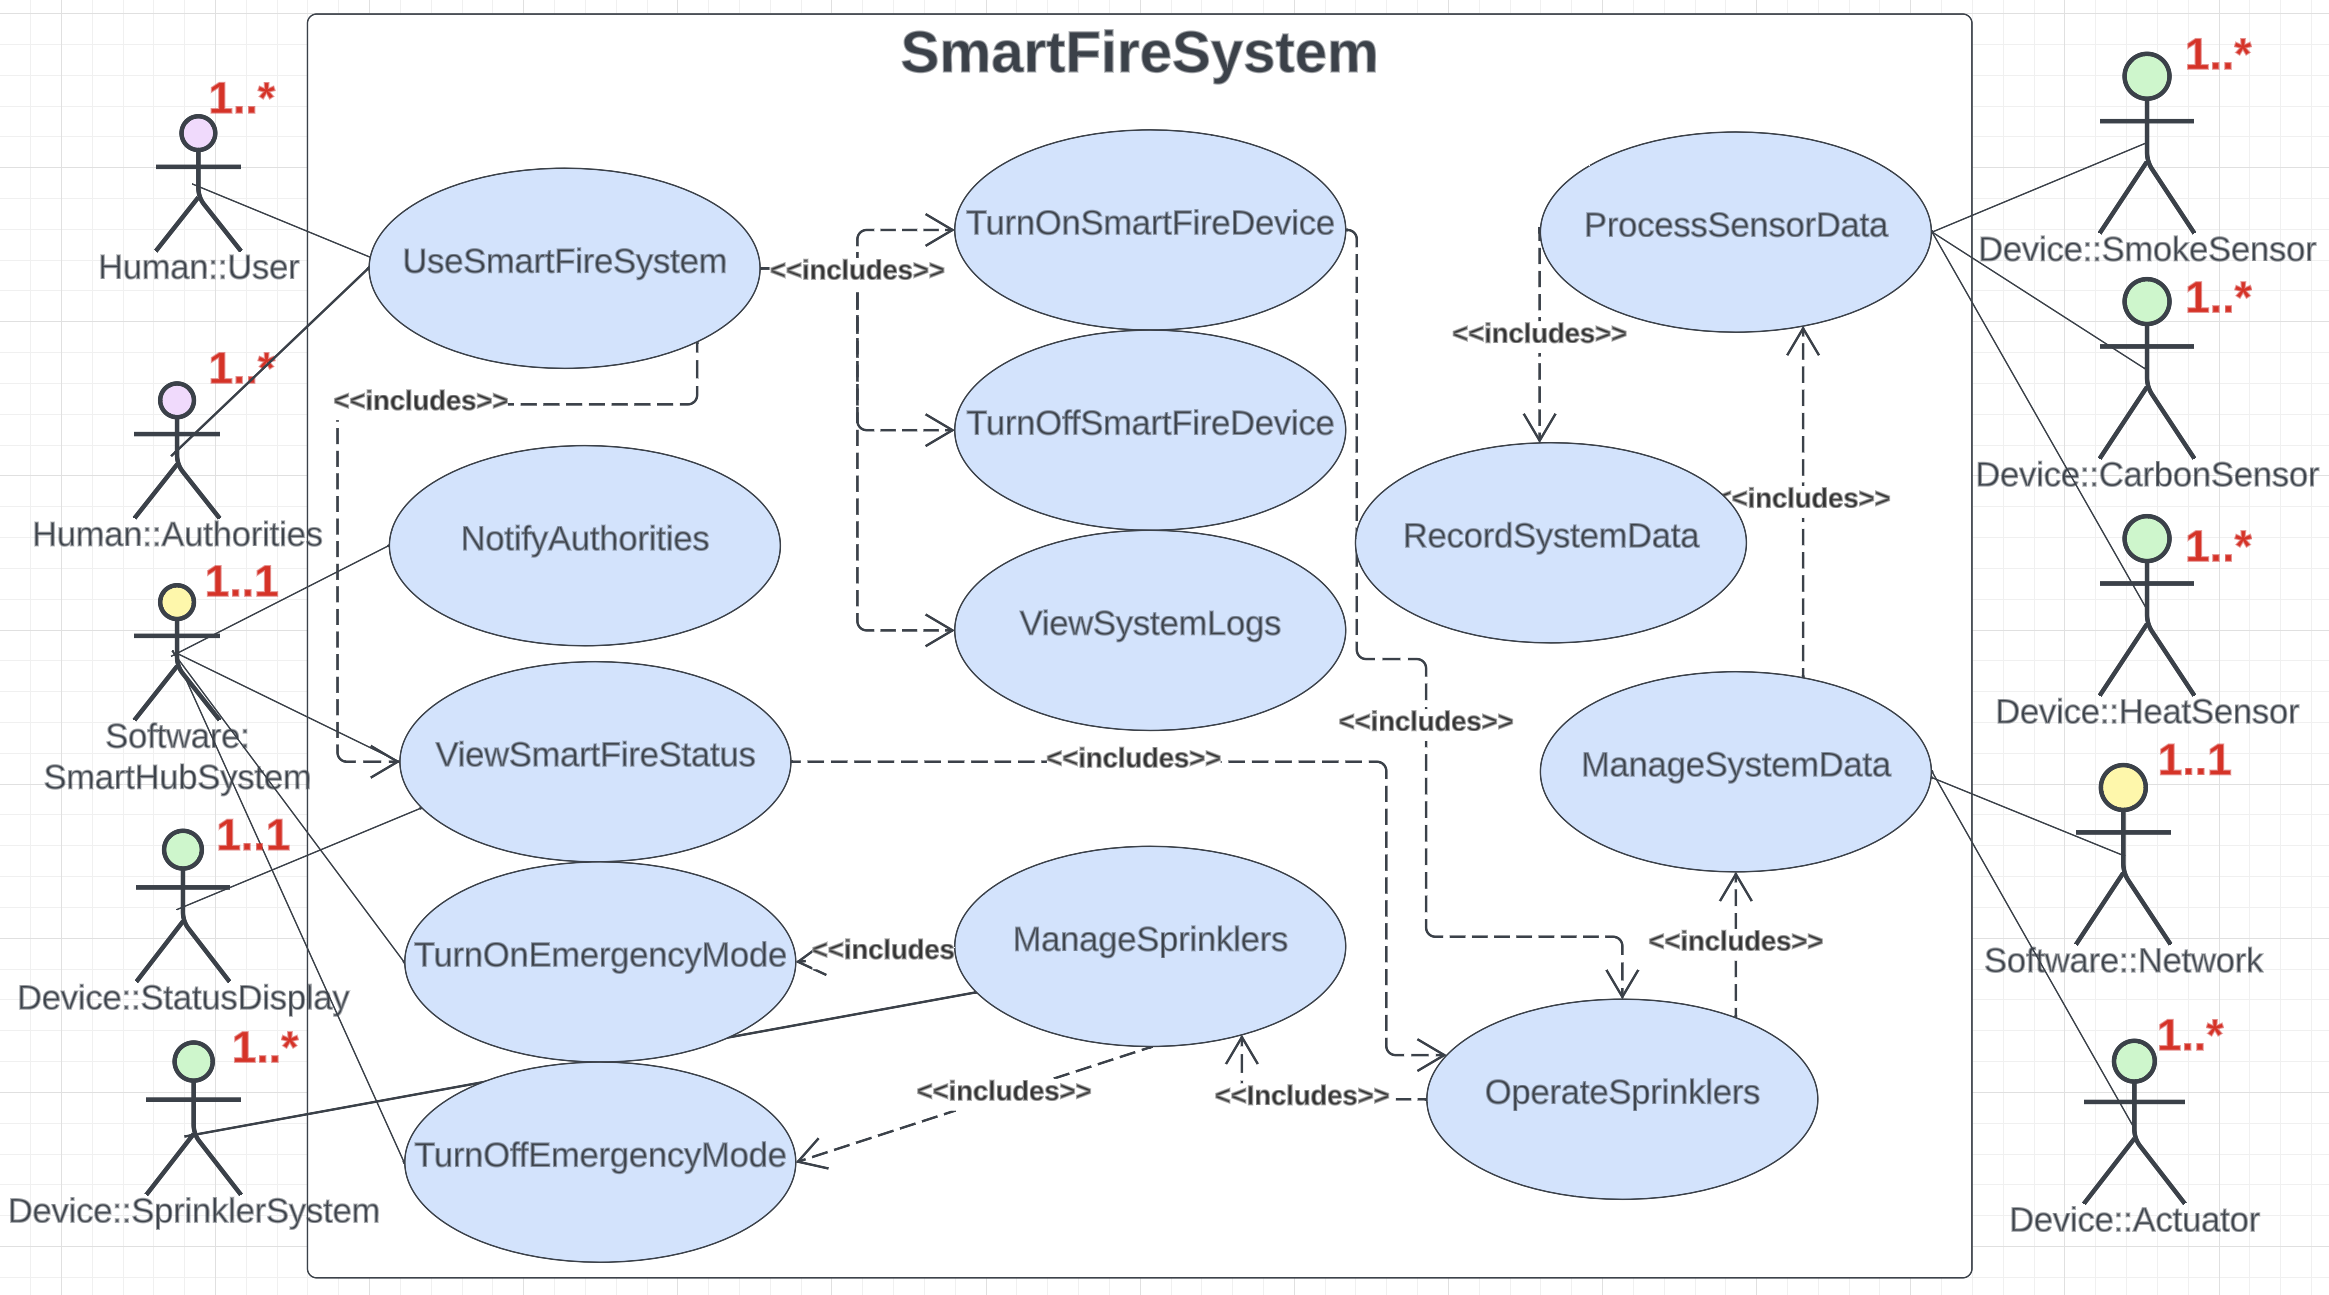 SmartFireSystem
1..*
Human::User
1..*
Human::Authorities
1..1
Software:
SmartHubSystem
1..1
Device::StatusDisplay
1..*
Device::SprinklerSystem
UseSmartFireSystem
<<includes>>
<<includes>>
NotifyAuthorities
ViewSmartFireStatus
<<includes>>
TurnOnEmergencyMode
<<includes
TurnOffEmergencyMode
<<includes>>
TurnOnSmartFireDevice
TurnOffSmartFireDevice
ViewSystemLogs
<<includes>>
ManageSprinklers
<<Includes>>
OperateSprinklers
ProcessSensorData
<<includes>>
RecordSystemData
<<includes>>
ManageSystemData
<<includes>>
1..*
Device::SmokeSensor
1..*
Device::CarbonSensor
1..*
Device::HeatSensor
1..1
Software::Network
1..*
Device::Actuator